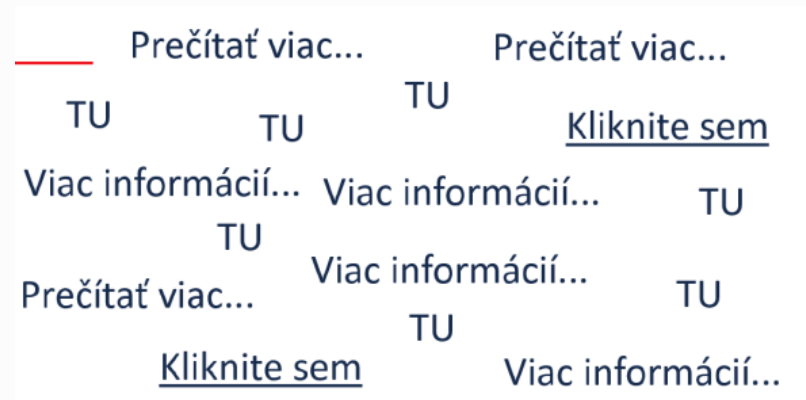 Prečítať viac... Prečítať viac...
TU TU TU Kliknite sem
Viac informácií... Viac informácií... TU
TU
Viac informácií...
Prečítať viac... TU
TU
Kliknite sem Viac informácií...